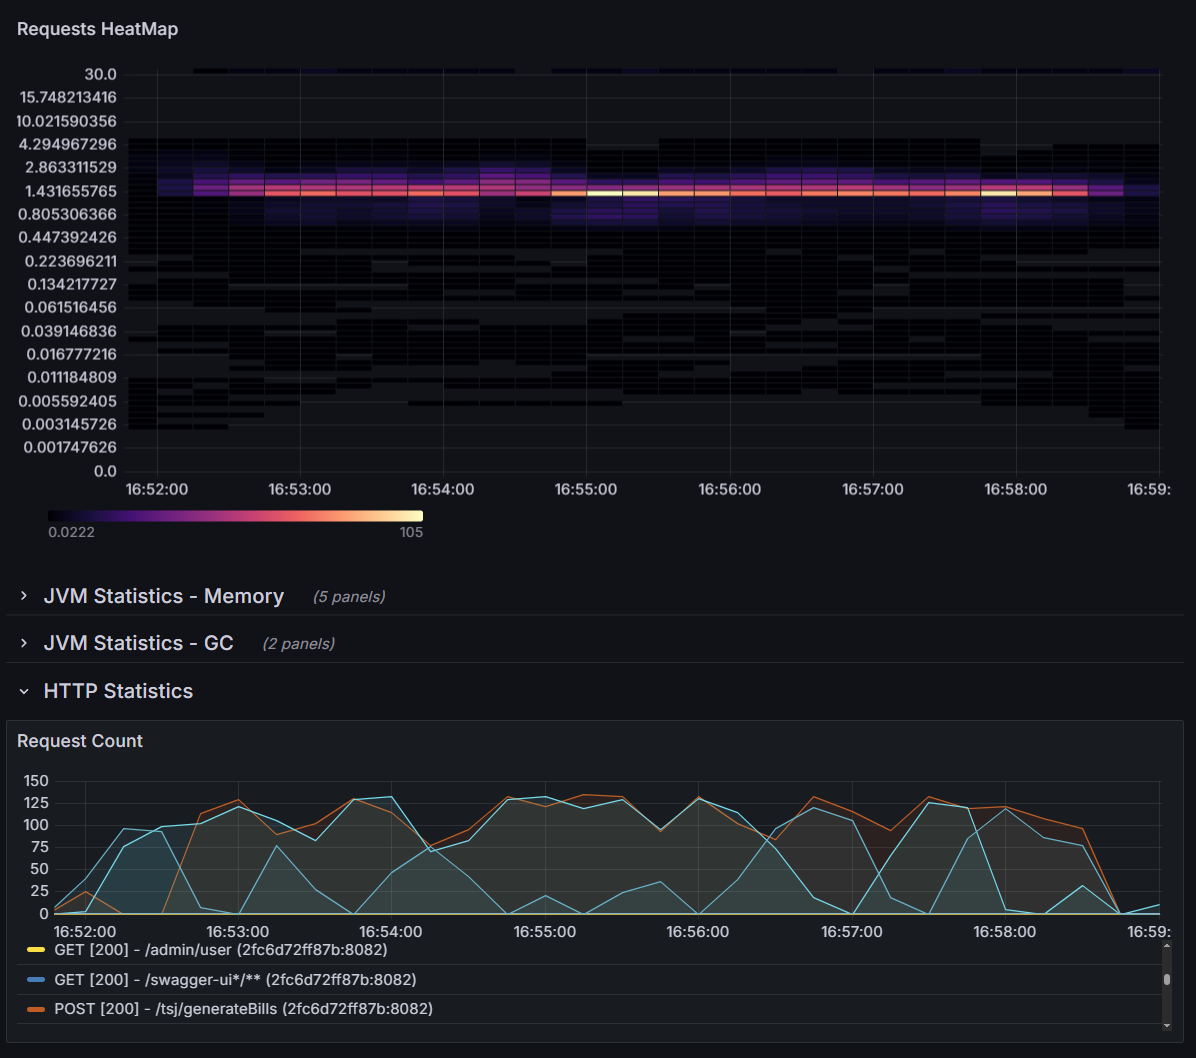 Requests HeatMap
30.0
15.748213416
10.021590356
4.294967296
2.863311529
1.431655765
0.805306366
0.447392426
0.223696211
0.134217727
0.061516456
0.039146836
0.016777216
0.011184809
0.005592405
0.003145726
0.001747626
0.0
16:52:00 16:53:00 16:54:00 16:55:00 16:56:00 16:57:00 16:58:00 16:59:
0.0222 105
JVM Statistics - Memory (5 panels)
JVM Statistics - GC (2 panels)
HTTP Statistics
Request Count
150
125
100
75
50
25
0
16:52:00 16:53:00 16:54:00 16:55:00 16:56:00 16:57:00 16:58:00 16:59:
GET [200] - /admin/user (2fc6d72ff87b:8082)
GET [200] - /swagger-ui*/** (2fc6d72ff87b:8082)
POST [200] - /tsj/generateBills (2fc6d72ff87b:8082)